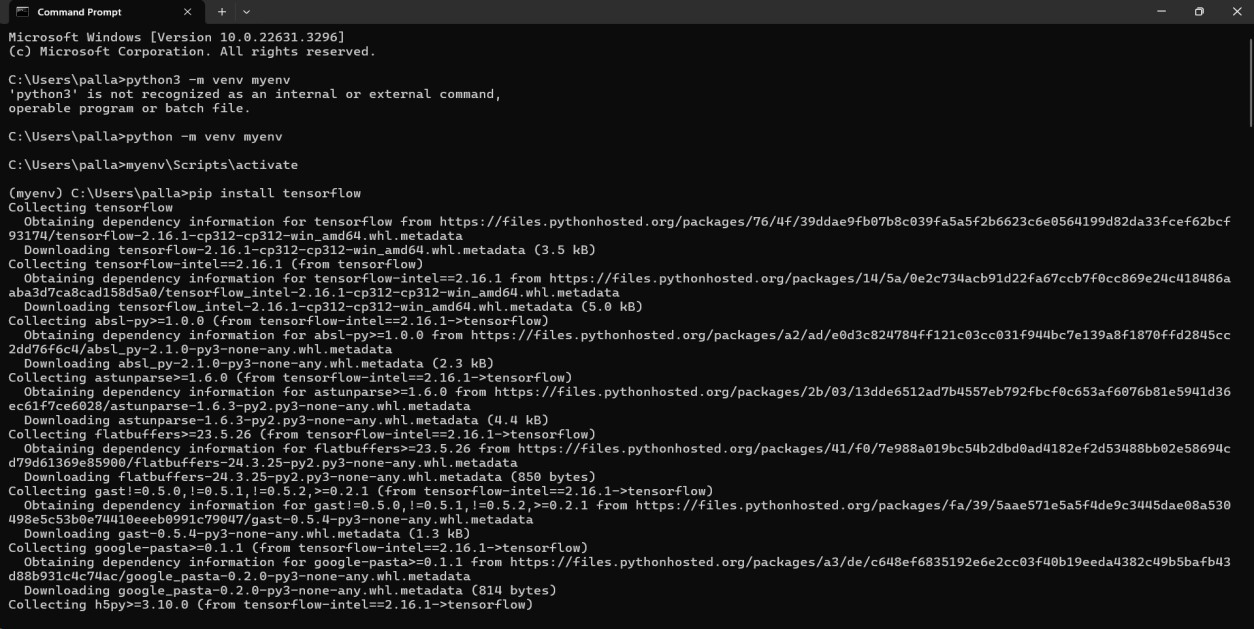 Command Prompt
Microsoft Windows [Version 10.0.22631.3296]
(c) Microsoft Corporation. All rights reserved.
C:\Users\palla>python3 -m venv myenv
'python3' is not recognized as an internal or external command,
operable program or batch file.
C:\Users\palla>python -m venv myenv
C:\Users\palla>myenv\Scripts\activate
(myenv) C:\Users\palla>pip install tensorflow
Collecting tensorflow
  Obtaining dependency information for tensorflow from https://files.pythonhosted.org/packages/76/4f/39ddae9fb07b8c039fa5a5f2b6623c6e0564199d82da33fcef62bcf
93174/tensorflow-2.16.1-cp312-cp312-win_amd64.whl.metadata
  Downloading tensorflow-2.16.1-cp312-cp312-win_amd64.whl.metadata (3.5 kB)
Collecting tensorflow-intel==2.16.1 (from tensorflow)
  Obtaining dependency information for tensorflow-intel==2.16.1 from https://files.pythonhosted.org/packages/14/5a/0e2c734acb91d22fa67ccb7f0cc869e24c418486a
aba3d7ca8cad158d5a0/tensorflow_intel-2.16.1-cp312-cp312-win_amd64.whl.metadata
  Downloading tensorflow_intel-2.16.1-cp312-cp312-win_amd64.whl.metadata (5.0 kB)
Collecting absl-py>=1.0.0 (from tensorflow-intel==2.16.1->tensorflow)
  Obtaining dependency information for absl-py>=1.0.0 from https://files.pythonhosted.org/packages/a2/ad/e0d3c824784ff121c03cc031f944bc7e139a8f1870ffd2845cc
2dd76f6c4/absl_py-2.1.0-py3-none-any.whl.metadata
  Downloading absl_py-2.1.0-py3-none-any.whl.metadata (2.3 kB)
Collecting astunparse>=1.6.0 (from tensorflow-intel==2.16.1->tensorflow)
  Obtaining dependency information for astunparse>=1.6.0 from https://files.pythonhosted.org/packages/2b/03/13dde6512ad7b4557eb792fbcf0c653af6076b81e5941d36
ec61f7ce6028/astunparse-1.6.3-py2.py3-none-any.whl.metadata
  Downloading astunparse-1.6.3-py2.py3-none-any.whl.metadata (4.4 kB)
Collecting flatbuffers>=23.5.26 (from tensorflow-intel==2.16.1->tensorflow)
  Obtaining dependency information for flatbuffers>=23.5.26 from https://files.pythonhosted.org/packages/41/f0/7e988a019bc54b2dbd0ad4182ef2d53488bb02e58694c
d79d61369e85900/flatbuffers-24.3.25-py2.py3-none-any.whl.metadata
  Downloading flatbuffers-24.3.25-py2.py3-none-any.whl.metadata (850 bytes)
Collecting gast!=0.5.0,!=0.5.1,!=0.5.2,>=0.2.1 (from tensorflow-intel==2.16.1->tensorflow)
  Obtaining dependency information for gast!=0.5.0,!=0.5.1,!=0.5.2,>=0.2.1 from https://files.pythonhosted.org/packages/fa/39/5aae571e5a5f4de9c3445dae08a530
498e5c53b0e74410eeeb0991c79047/gast-0.5.4-py3-none-any.whl.metadata
  Downloading gast-0.5.4-py3-none-any.whl.metadata (1.3 kB)
Collecting google-pasta>=0.1.1 (from tensorflow-intel==2.16.1->tensorflow)
  Obtaining dependency information for google-pasta>=0.1.1 from https://files.pythonhosted.org/packages/a3/de/c648ef6835192e6e2cc03f40b19eeda4382c49b5bafb43
d88b931c4c74ac/google_pasta-0.2.0-py3-none-any.whl.metadata
  Downloading google_pasta-0.2.0-py3-none-any.whl.metadata (814 bytes)
Collecting h5py>=3.10.0 (from tensorflow-intel==2.16.1->tensorflow)